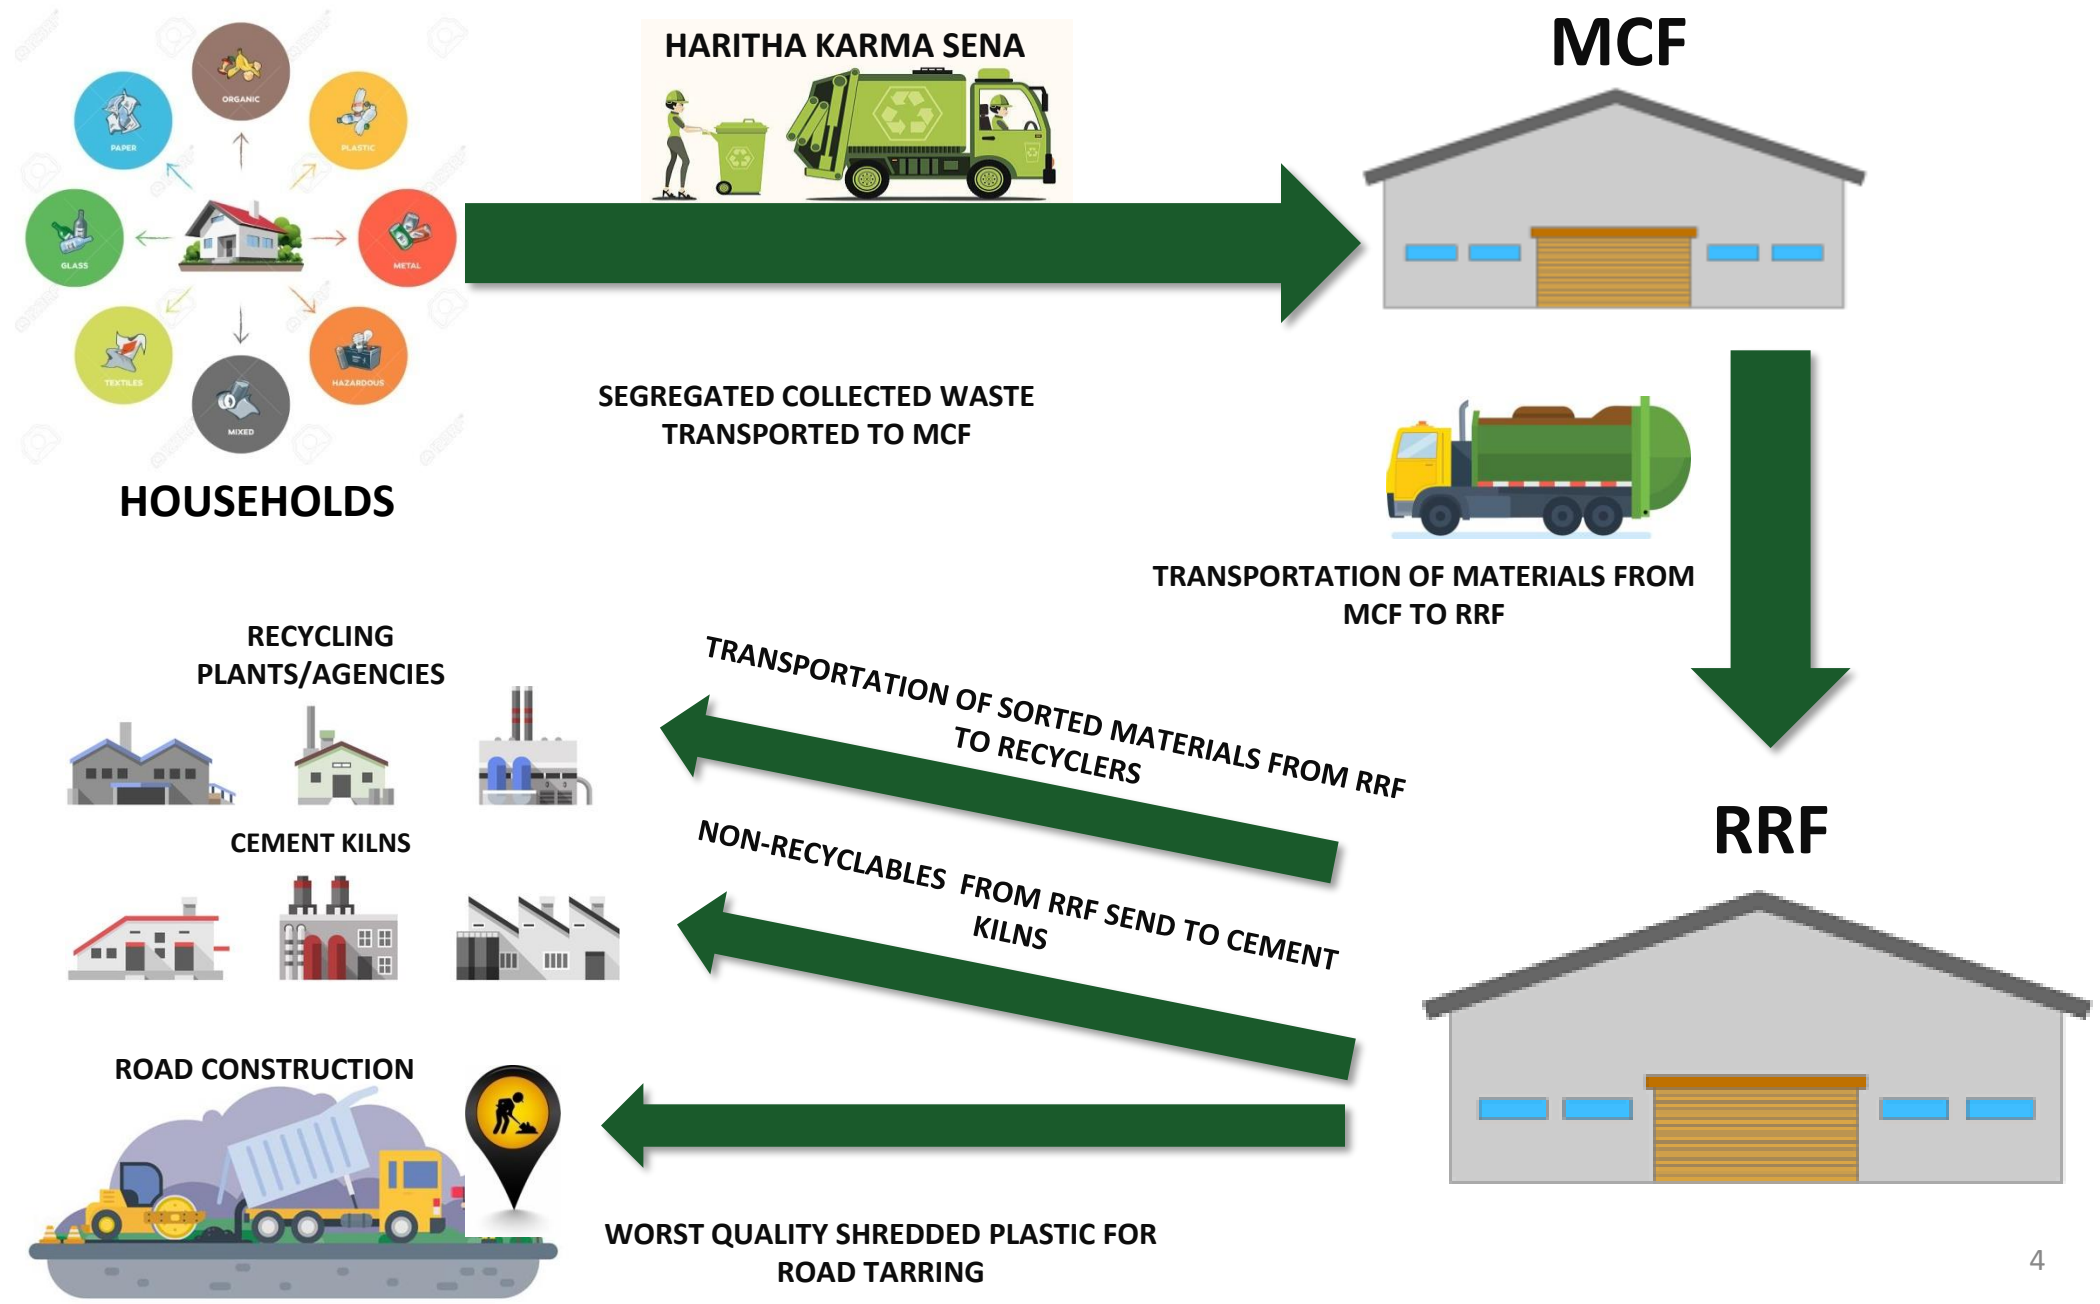 HARITHA KARMA SENA
MCF
ORGANIC
PAPER
PLASTIC
GLASS
METAL
TEXTILES
HAZARDOUS
MIXED
HOUSEHOLDS
SEGREGATED COLLECTED WASTE
TRANSPORTED TO MCF
TRANSPORTATION OF MATERIALS FROM
MCF TO RRF
RECYCLING
PLANTS/AGENCIES
TRANSPORTATION OF SORTED MATERIALS FROM RRF
TO RECYCLERS
RRF
CEMENT KILNS
NON-RECYCLABLES FROM RRF SEND TO CEMENT
KILNS
ROAD CONSTRUCTION
WORST QUALITY SHREDDED PLASTIC FOR
ROAD TARRING
4